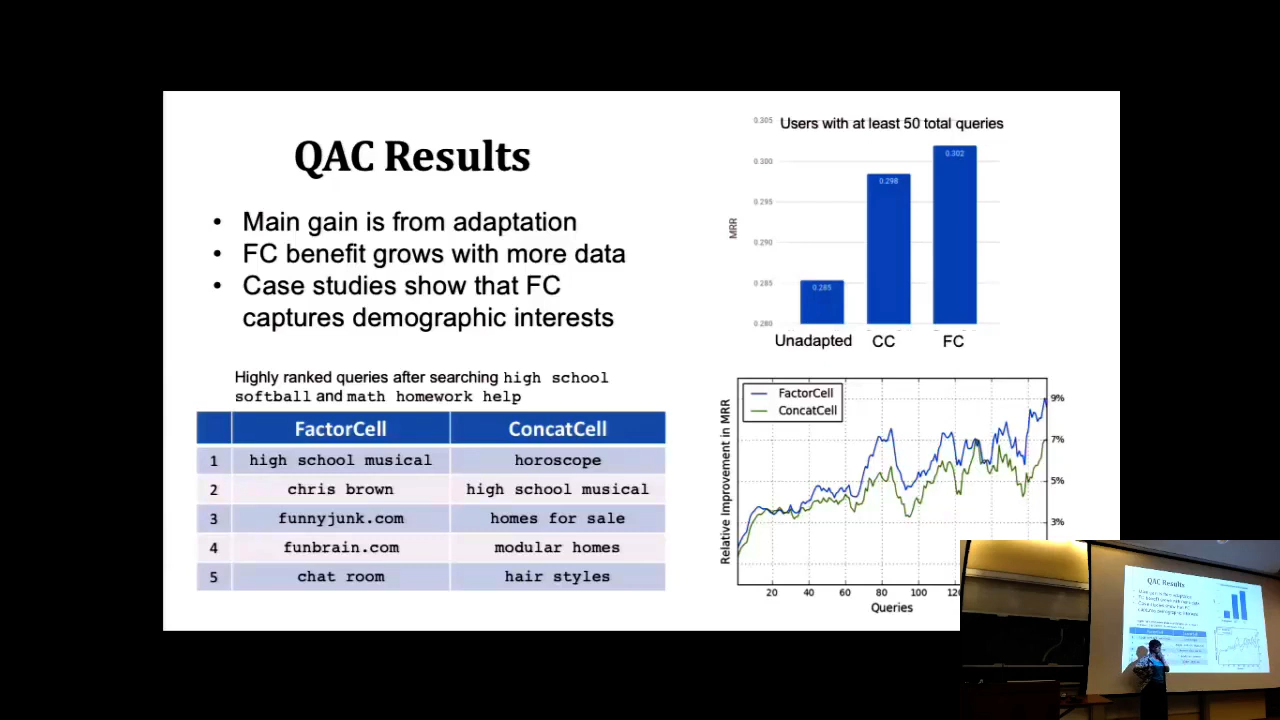 QAC Results
• Main gain is from adaptation
• FC benefit grows with more data
• Case studies show that FC
captures demographic interests
Highly ranked queries after searching high school
softball and math homework help
FactorCell ConcatCell
1 high school musical horoscope
2 chris brown high school musical
3 funnyjunk.com homes for sale
4 funbrain.com modular homes
5 chat room hair styles
Users with at least 50 total queries
0.305
0.300
0.295
0.290
0.285
0.280
MRR
0.285
0.298
0.302
Unadapted CC FC
FactorCell
ConcatCell
Relative Improvement in MRR
9%
7%
5%
3%
20 40 60 80 100
Queries
QAC Results